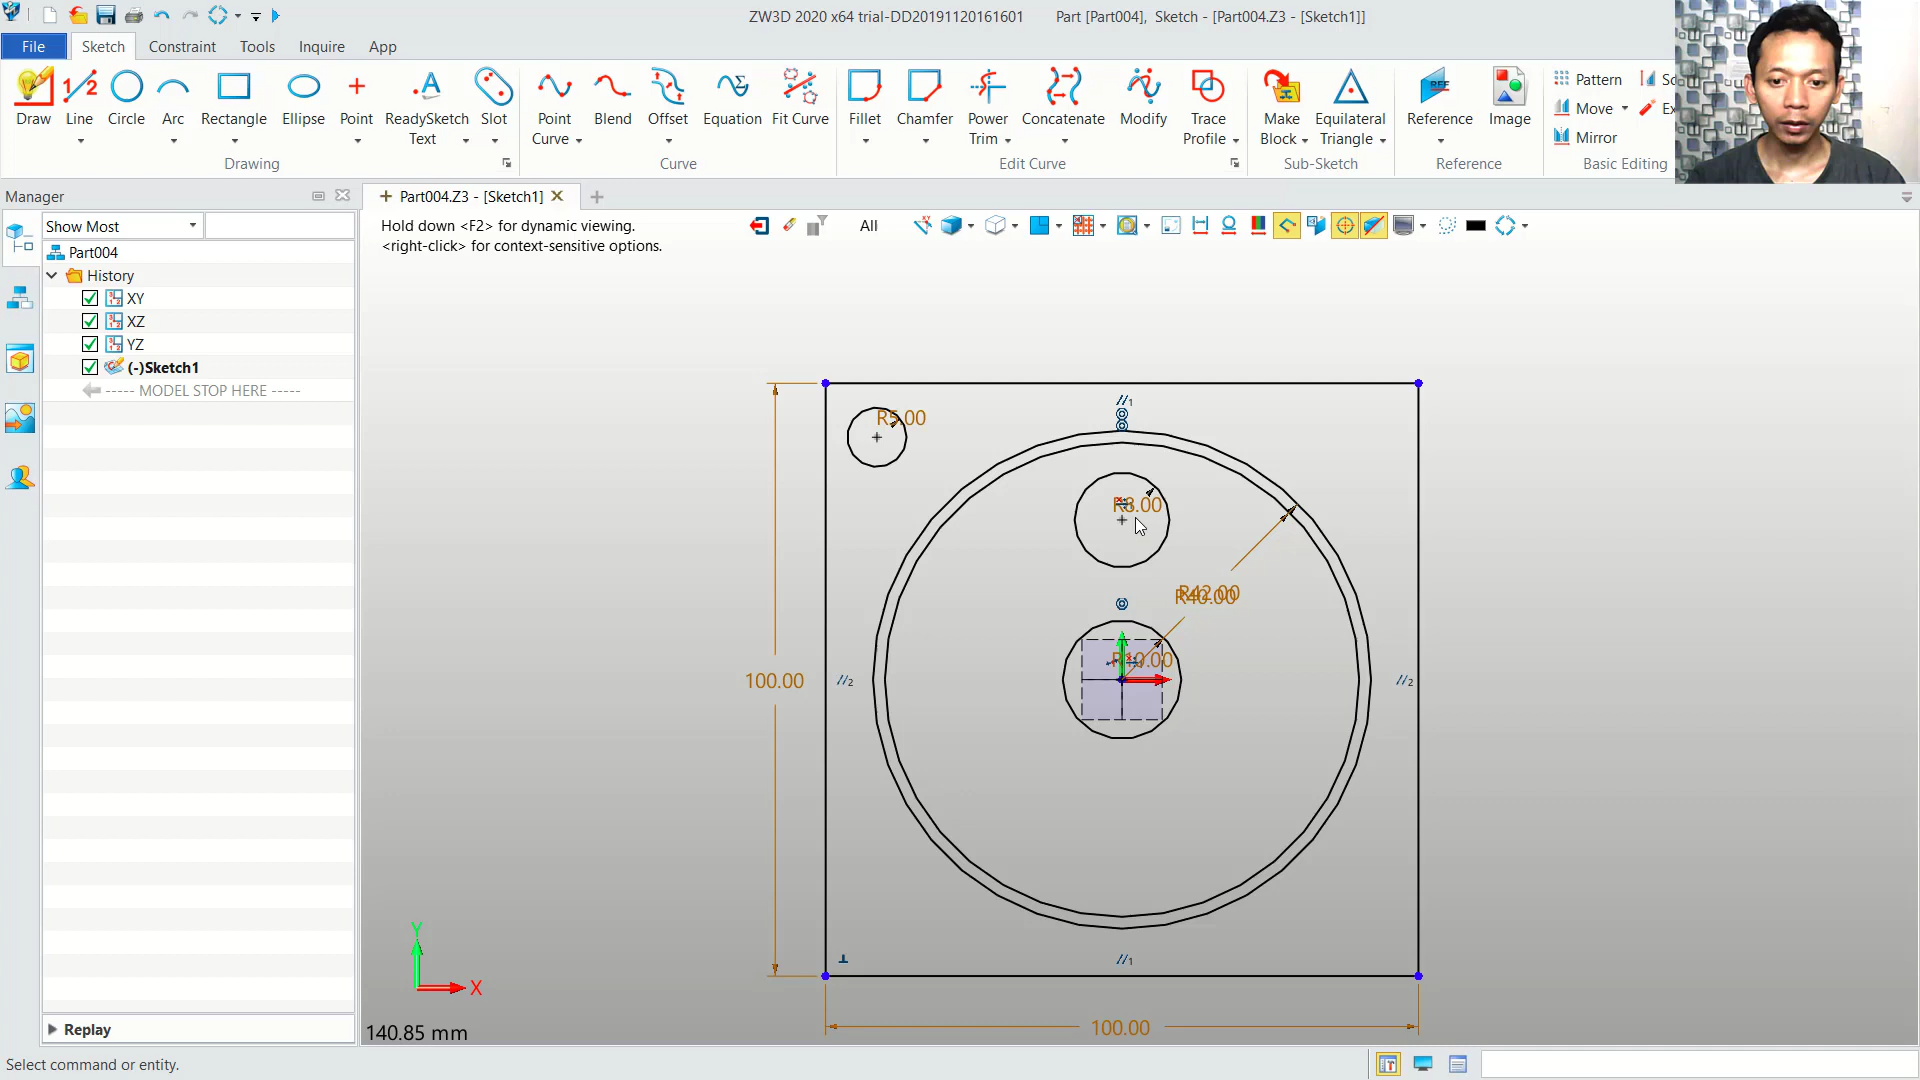 ZW3D 2020 x64 trial-DD20191120161601 Part [Part004], Sketch - [Part004.Z3 - [Sketch1]]
File Sketch Constraint Tools Inquire App
Draw Line Circle Arc Rectangle Ellipse Point ReadySketch Text Slot
Point Curve Blend Offset Equation Fit Curve
Fillet Chamfer Power Trim Concatenate Modify Trace Profile
Make Block Equilateral Triangle
Reference Image
Pattern
Move
Mirror
Drawing Curve Edit Curve Sub-Sketch Reference Basic Editing
Manager
Part004.Z3 - [Sketch1]
Show Most
Hold down <F2> for dynamic viewing.
<right-click> for context-sensitive options.
All
Part004
History
XY
XZ
YZ
(-)Sketch1
----- MODEL STOP HERE -----
R5.00
R8.00
R42.00
R40.00
R10.00
100.00
100.00
Y
X
140.85 mm
Replay
Select command or entity.